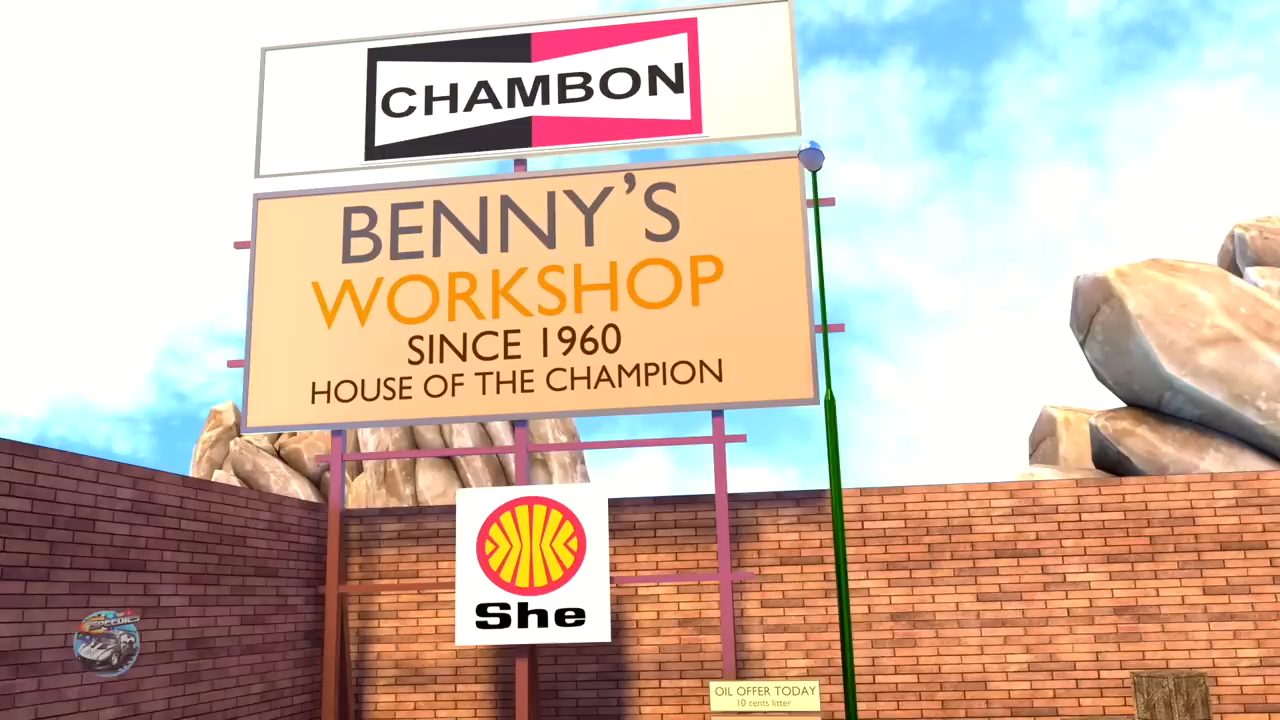 CHAMBON
BENNY'S
WORKSHOP
SINCE 1960
HOUSE OF THE CHAMPION
She
OIL OFFER TODAY
10 cents litter